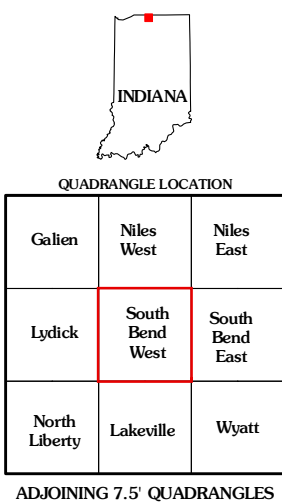 INDIANA
QUADRANGLE LOCATION
Galien
Niles
West
Niles
East
Lydick
South
Bend
West
South
Bend
East
North
Liberty
Lakeville
Wyatt
ADJOINING 7.5' QUADRANGLES